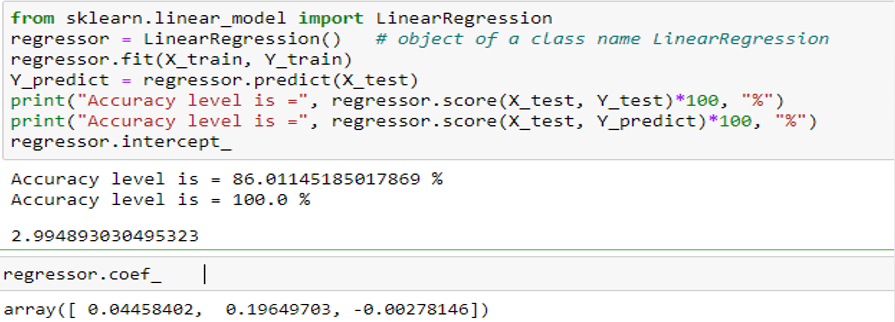 from sklearn.linear_model import LinearRegression
regressor = LinearRegression()   # object of a class name LinearRegression
regressor.fit(X_train, Y_train)
Y_predict = regressor.predict(X_test)
print("Accuracy level is =", regressor.score(X_test, Y_test)*100, "%")
print("Accuracy level is =", regressor.score(X_test, Y_predict)*100, "%")
regressor.intercept_
Accuracy level is = 86.01145185017869 %
Accuracy level is = 100.0 %
2.994893030495323
regressor.coef_
array([ 0.04458402,  0.19649703, -0.00278146])